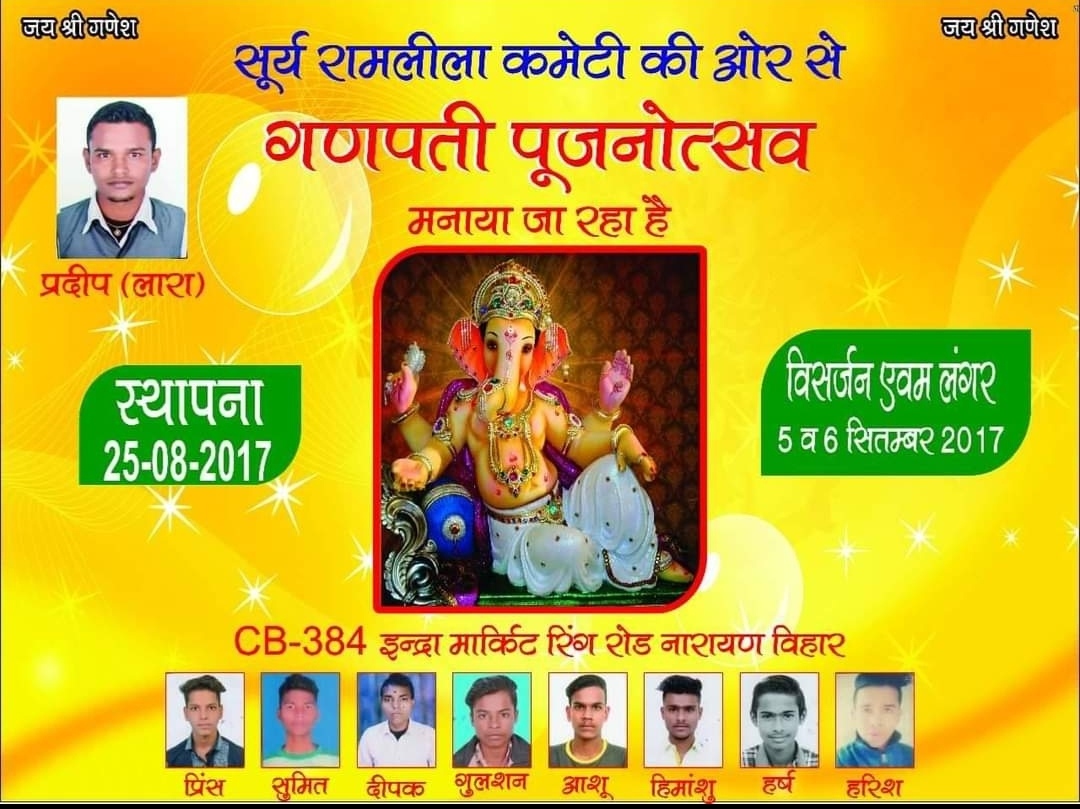 जय श्री गणेश
जय श्री गणेश
सूर्य रामलीला कमेटी की ओर से
गणपती पूजनोत्सव
मनाया जा रहा है
प्रदीप (लारा)
स्थापना
25-08-2017
विसर्जन एवम लंगर
5 व 6 सितम्बर 2017
CB-384 इन्द्रा मार्किट रिंग रोड नारायण विहार
प्रिंस सुमित दीपक गुलशन आशू हिमांशु हर्ष हरिश